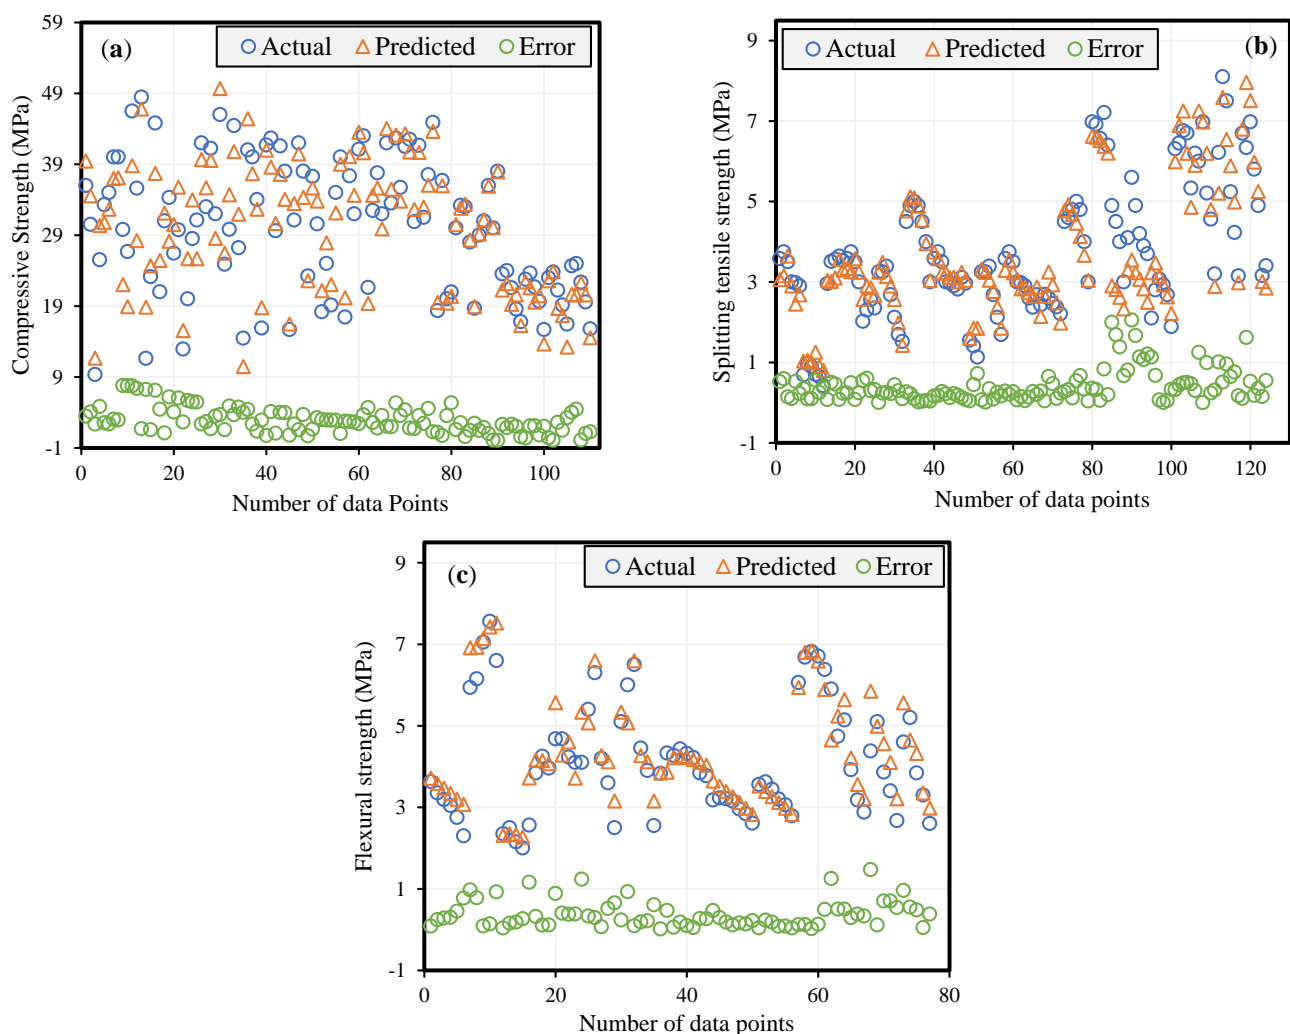 (a)
Actual Predicted Error
Compressive Strength (MPa)
59
49
39
29
19
9
-1
0 20 40 60 80 100
Number of data Points
(b)
Actual Predicted Error
Splitting tensile strength (MPa)
9
7
5
3
1
-1
0 20 40 60 80 100 120
Number of data points
(c)
Actual Predicted Error
Flexural strength (MPa)
9
7
5
3
1
-1
0 20 40 60 80
Number of data points